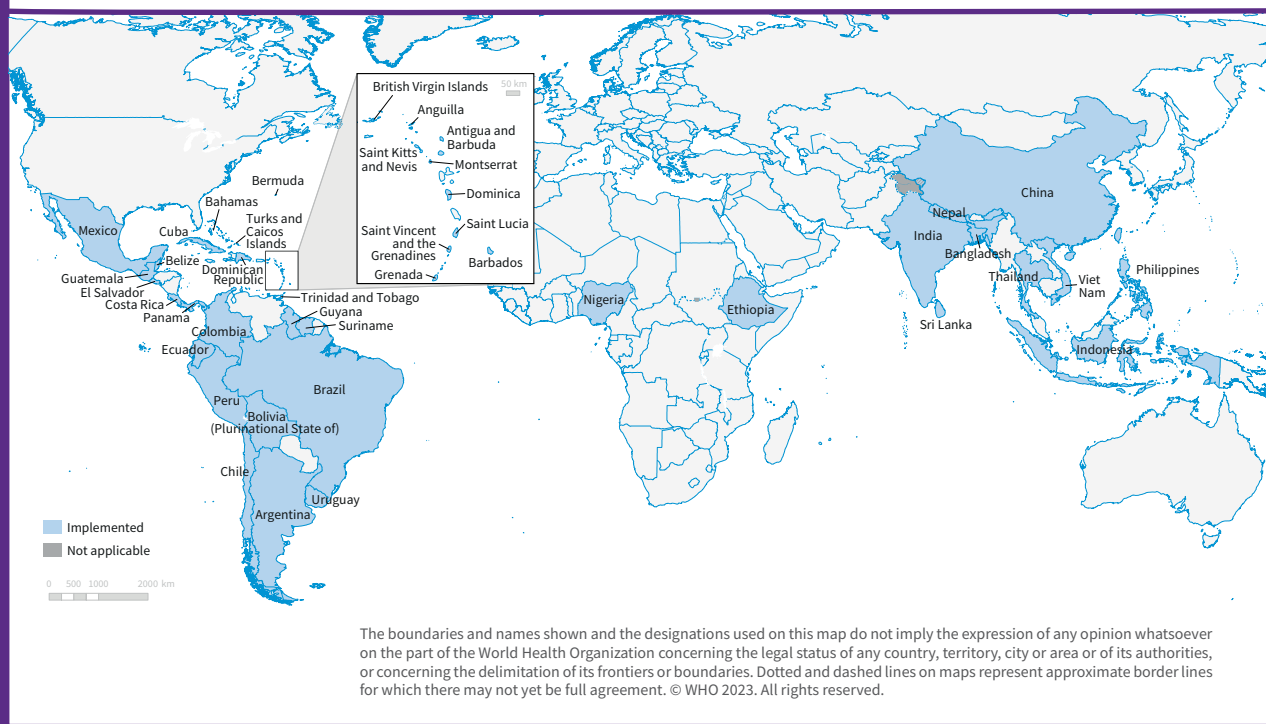 British Virgin Islands
50 km
Anguilla
Antigua and
Barbuda
Saint Kitts
and Nevis
Montserrat
Dominica
Saint Lucia
Saint Vincent
and the
Grenadines
Barbados
Grenada
Bermuda
Bahamas
Turks and
Caicos
Islands
Mexico
Cuba
Belize
Dominican
Republic
Guatemala
El Salvador
Costa Rica
Panama
Trinidad and Tobago
Guyana
Suriname
Colombia
Ecuador
Brazil
Peru
Bolivia
(Plurinational State of)
Chile
Uruguay
Argentina
Nigeria
Ethiopia
China
Nepal
India
Bangladesh
Thailand
Viet
Nam
Philippines
Sri Lanka
Indonesia
Implemented
Not applicable
0 500 1000 2000 km
The boundaries and names shown and the designations used on this map do not imply the expression of any opinion whatsoever
on the part of the World Health Organization concerning the legal status of any country, territory, city or area or of its authorities,
or concerning the delimitation of its frontiers or boundaries. Dotted and dashed lines on maps represent approximate border lines
for which there may not yet be full agreement. © WHO 2023. All rights reserved.